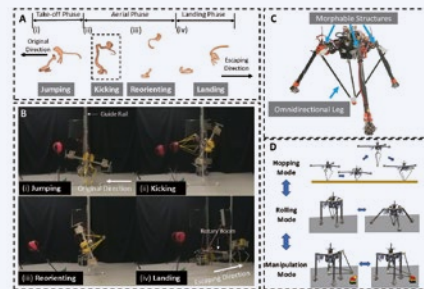 A
Take-off Phase
Aerial Phase
Landing Phase
(i)
(ii)
(iii)
(iv)
Original
Direction
Escaping
Direction
Jumping
Kicking
Reorienting
Landing
B
Guide Rail
Original Direction
(i) Jumping
(ii) Kicking
Rotary Boom
Escaping Direction
(iii) Reorienting
(iv) Landing
C
Morphable Structures
Omnidirectional Leg
D
Hopping
Mode
Rolling
Mode
Manipulation
Mode